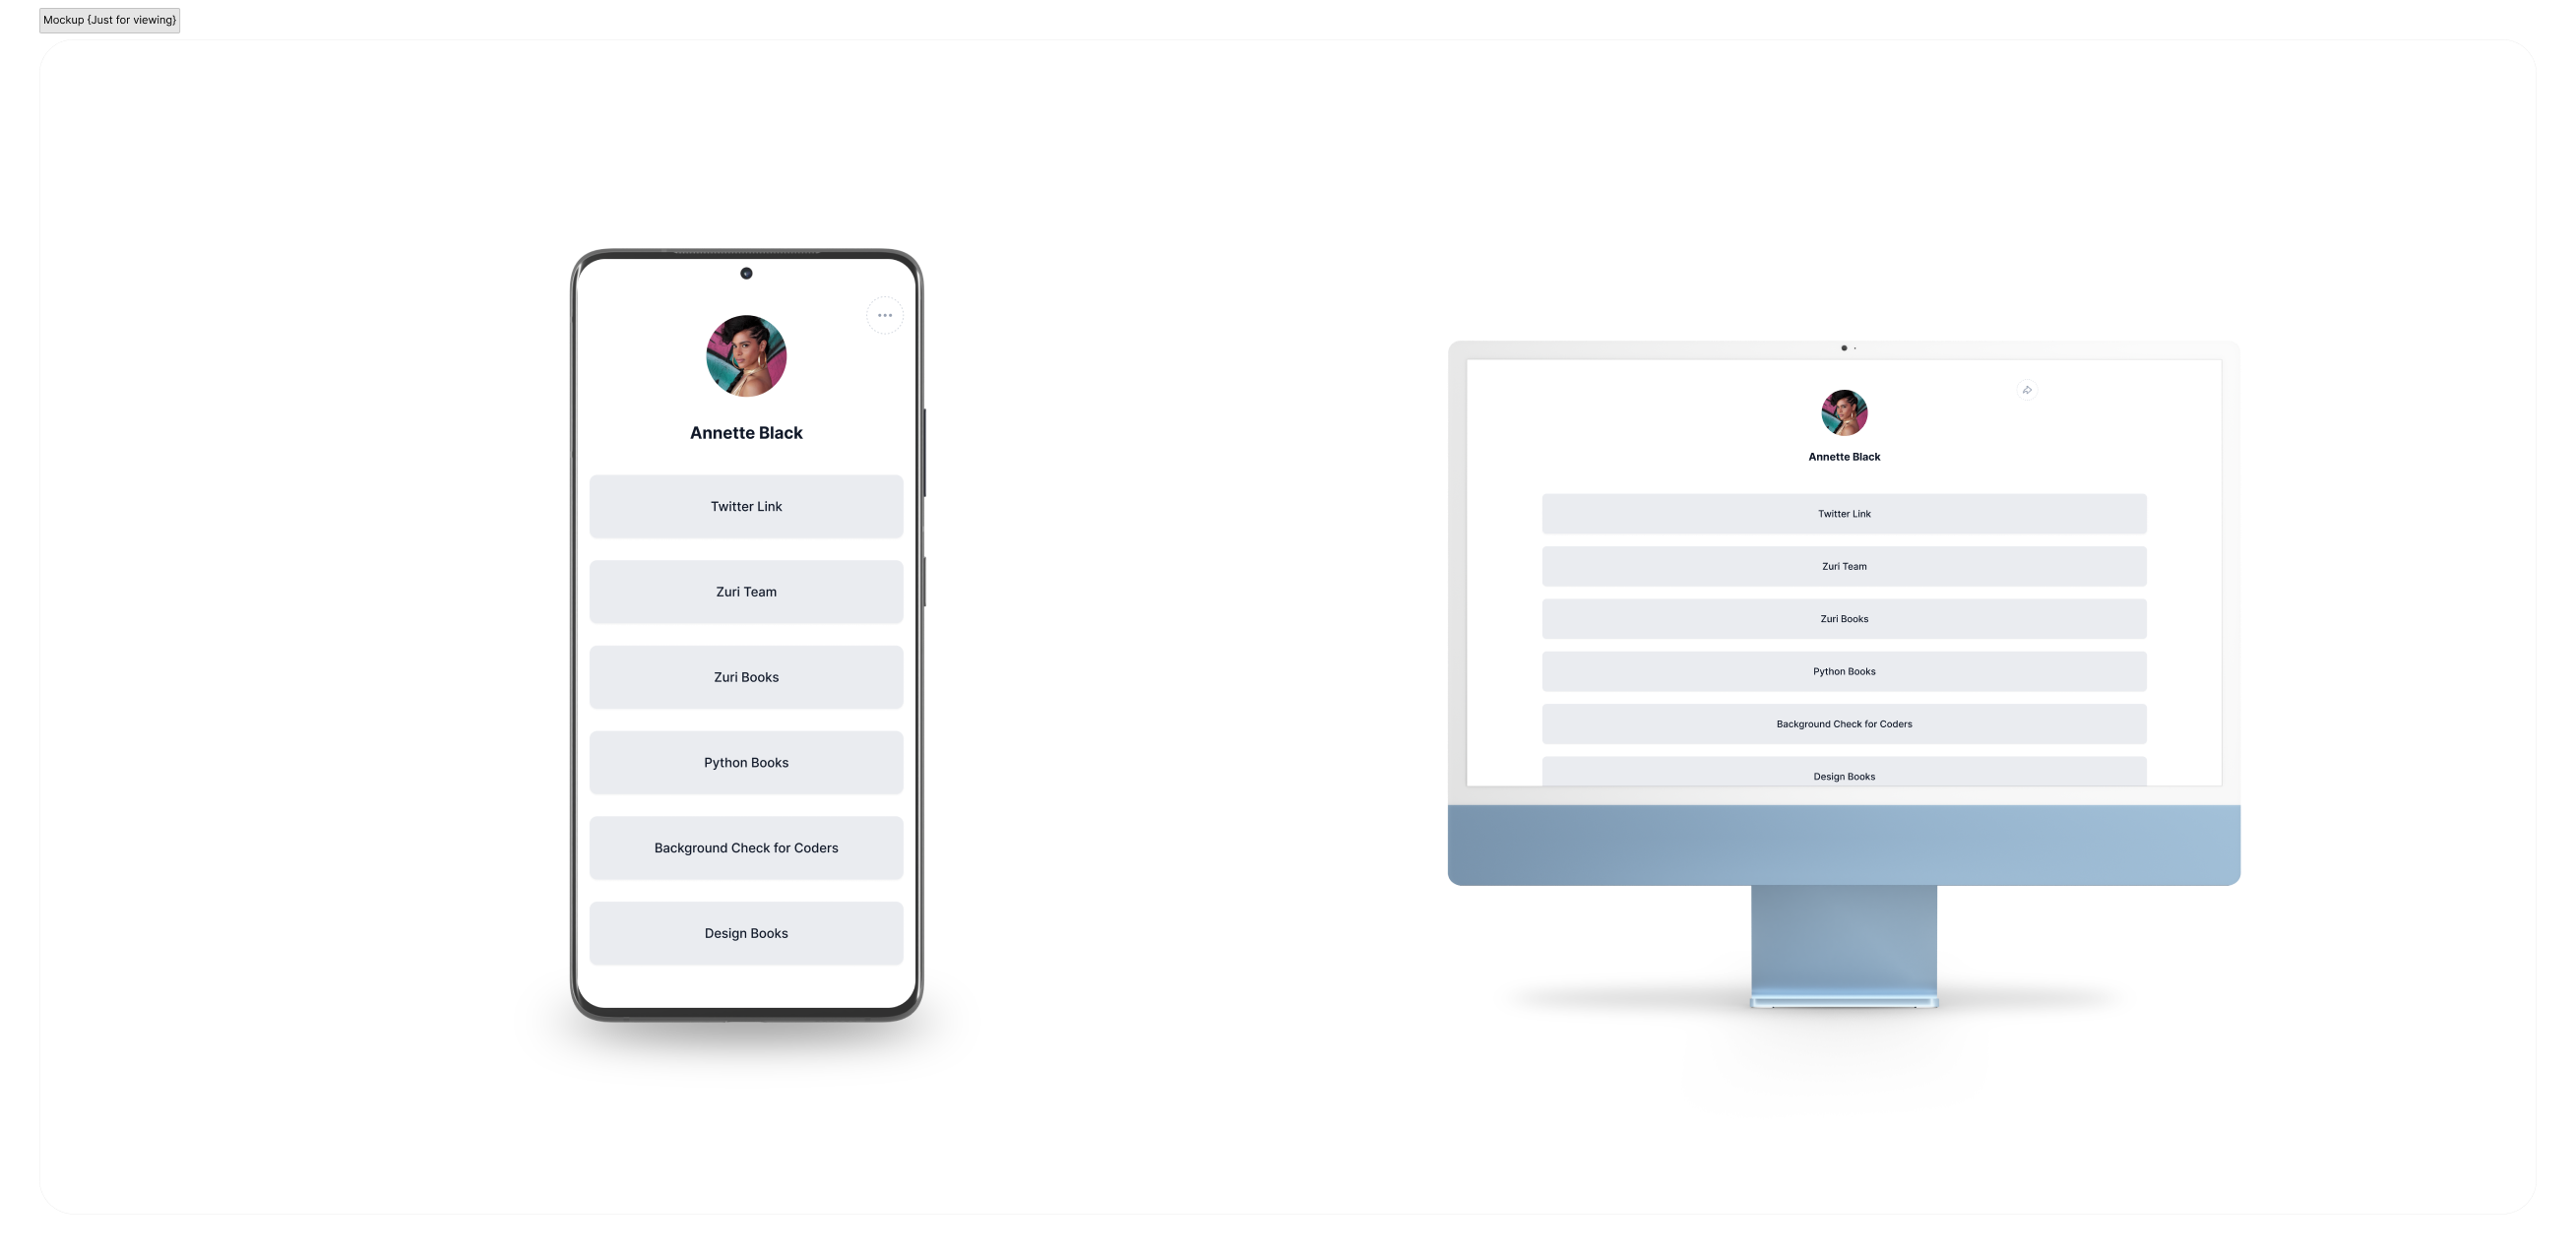 Mockup {Just for viewing}
Annette Black
Twitter Link
Zuri Team
Zuri Books
Python Books
Background Check for Coders
Design Books
Annette Black
Twitter Link
Zuri Team
Zuri Books
Python Books
Background Check for Coders
Design Books